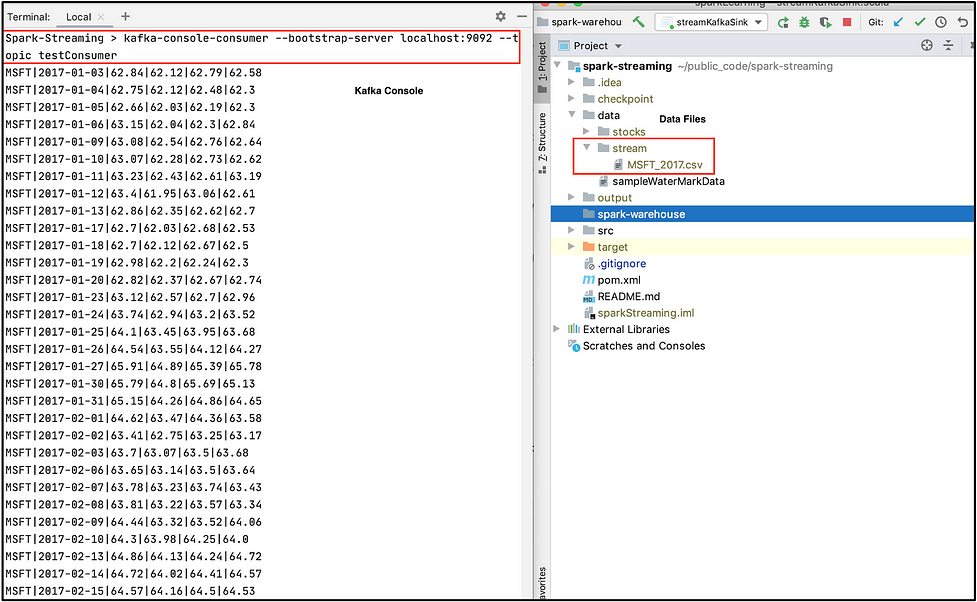 Terminal: Local × +
Spark-Streaming > kafka-console-consumer --bootstrap-server localhost:9092 --t
opic testConsumer
MSFT|2017-01-03|62.84|62.12|62.79|62.58
MSFT|2017-01-04|62.75|62.12|62.48|62.3
MSFT|2017-01-05|62.66|62.03|62.19|62.3
MSFT|2017-01-06|63.15|62.04|62.3|62.84
MSFT|2017-01-09|63.08|62.54|62.76|62.64
MSFT|2017-01-10|63.07|62.28|62.73|62.62
MSFT|2017-01-11|63.23|62.43|62.61|63.19
MSFT|2017-01-12|63.4|61.95|63.06|62.61
MSFT|2017-01-13|62.86|62.35|62.62|62.7
MSFT|2017-01-17|62.7|62.03|62.68|62.53
MSFT|2017-01-18|62.7|62.12|62.67|62.5
MSFT|2017-01-19|62.98|62.2|62.24|62.3
MSFT|2017-01-20|62.82|62.37|62.67|62.74
MSFT|2017-01-23|63.12|62.57|62.7|62.96
MSFT|2017-01-24|63.74|62.94|63.2|63.52
MSFT|2017-01-25|64.1|63.45|63.95|63.68
MSFT|2017-01-26|64.54|63.55|64.12|64.27
MSFT|2017-01-27|65.91|64.89|65.39|65.78
MSFT|2017-01-30|65.79|64.8|65.69|65.13
MSFT|2017-01-31|65.15|64.26|64.86|64.65
MSFT|2017-02-01|64.62|63.47|64.36|63.58
MSFT|2017-02-02|63.41|62.75|63.25|63.17
MSFT|2017-02-03|63.7|63.07|63.5|63.68
MSFT|2017-02-06|63.65|63.14|63.5|63.64
MSFT|2017-02-07|63.78|63.23|63.74|63.43
MSFT|2017-02-08|63.81|63.22|63.57|63.34
MSFT|2017-02-09|64.44|63.32|63.52|64.06
MSFT|2017-02-10|64.3|63.98|64.25|64.0
MSFT|2017-02-13|64.86|64.13|64.24|64.72
MSFT|2017-02-14|64.72|64.02|64.41|64.57
MSFT|2017-02-15|64.57|64.16|64.5|64.53
Kafka Console
sparkLearning - streamKafkaSink.scala
spark-warehou streamKafkaSink Git:
1: Project
7: Structure
avorites
Project
spark-streaming ~/public_code/spark-streaming
.idea
checkpoint
data
Data Files
stocks
stream
MSFT_2017.csv
sampleWaterMarkData
output
spark-warehouse
src
target
.gitignore
m pom.xml
MD README.md
sparkStreaming.iml
External Libraries
Scratches and Consoles